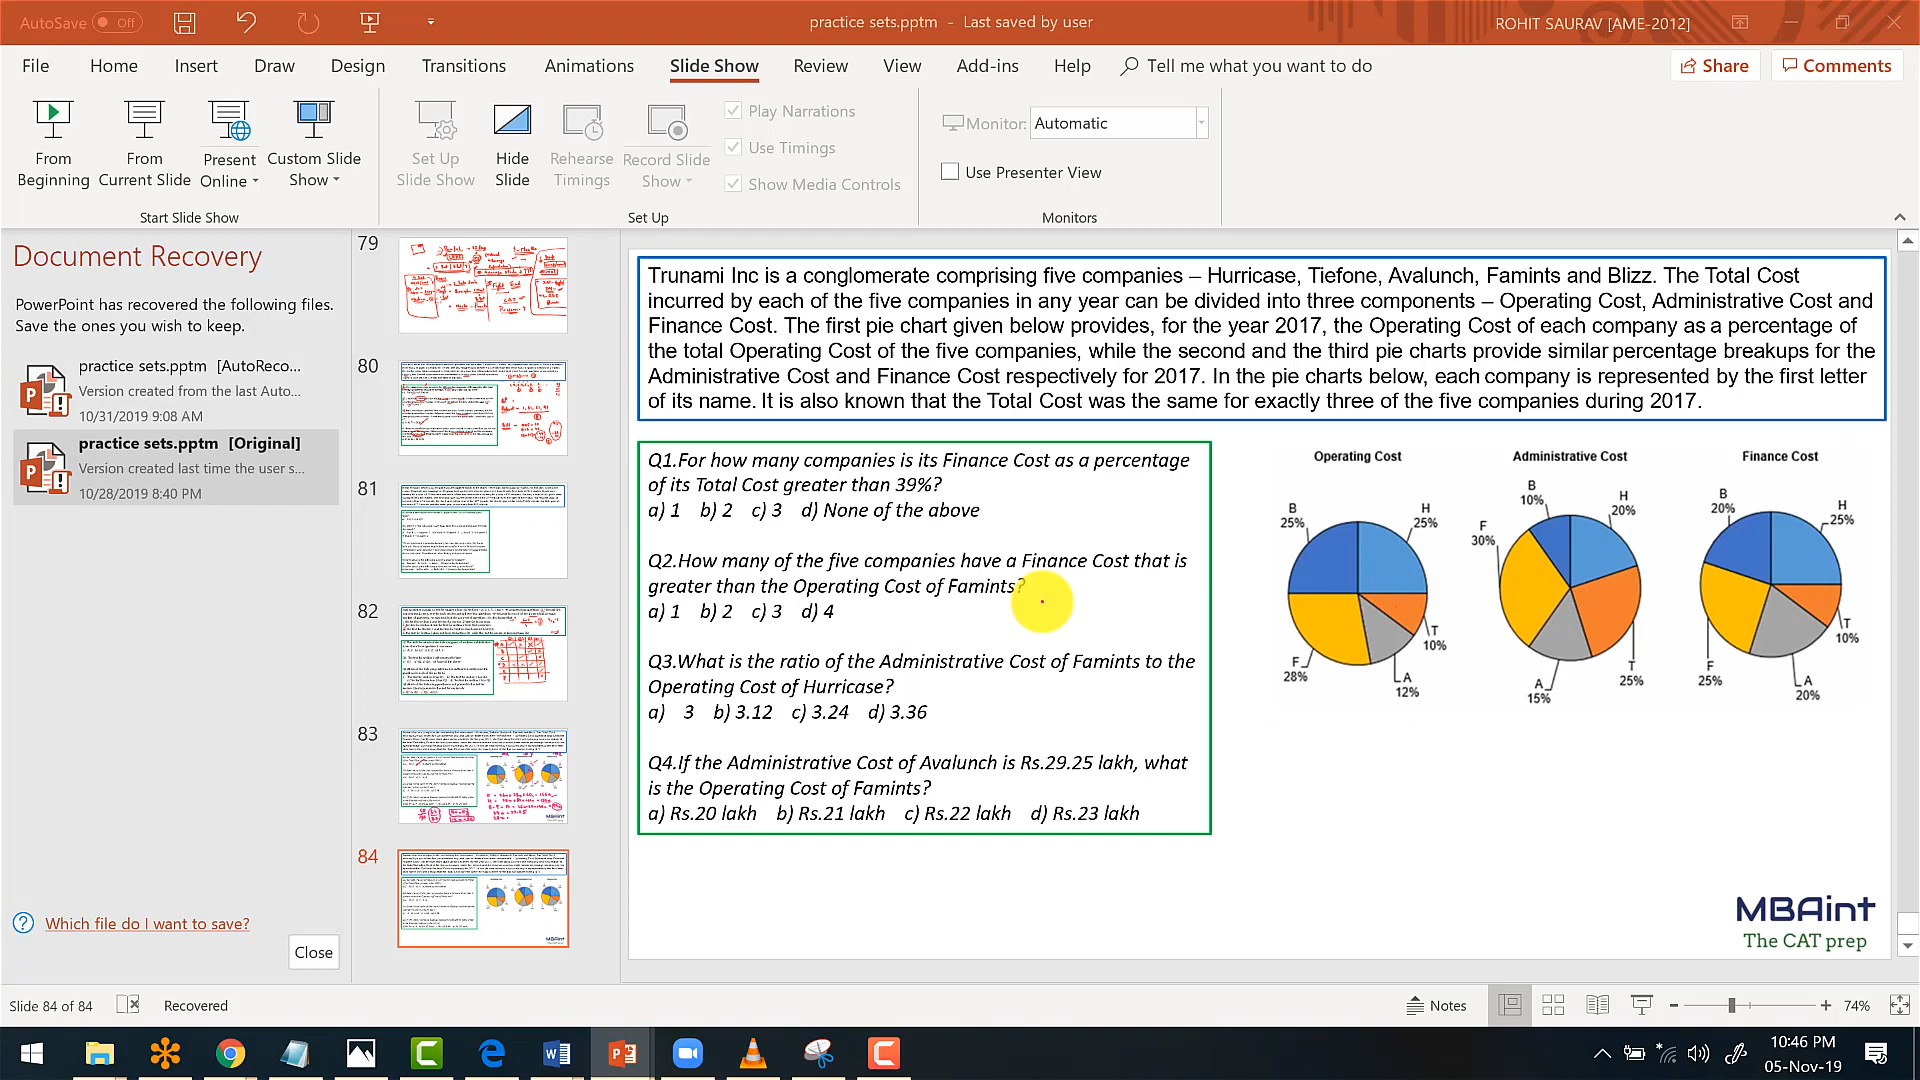 AutoSave Off
practice sets.pptm - Last saved by user
ROHIT SAURAV [AME-2012]
File Home Insert Draw Design Transitions Animations Slide Show Review View Add-ins Help Tell me what you want to do
Share Comments
From Beginning
From Current Slide
Present Online
Custom Slide Show
Set Up Slide Show
Hide Slide
Rehearse Timings
Record Slide Show
Play Narrations
Use Timings
Show Media Controls
Monitor: Automatic
Use Presenter View
Start Slide Show
Set Up
Monitors
Document Recovery
PowerPoint has recovered the following files.
Save the ones you wish to keep.
practice sets.pptm [AutoReco...
Version created from the last Auto...
10/31/2019 9:08 AM
practice sets.pptm [Original]
Version created last time the user s...
10/28/2019 8:40 PM
Which file do I want to save?
Close
79
80
81
82
83
84
Trunami Inc is a conglomerate comprising five companies – Hurricase, Tiefone, Avalunch, Famints and Blizz. The Total Cost
incurred by each of the five companies in any year can be divided into three components – Operating Cost, Administrative Cost and
Finance Cost. The first pie chart given below provides, for the year 2017, the Operating Cost of each company as a percentage of
the total Operating Cost of the five companies, while the second and the third pie charts provide similar percentage breakups for the
Administrative Cost and Finance Cost respectively for 2017. In the pie charts below, each company is represented by the first letter
of its name. It is also known that the Total Cost was the same for exactly three of the five companies during 2017.
Q1.For how many companies is its Finance Cost as a percentage
of its Total Cost greater than 39%?
a) 1 b) 2 c) 3 d) None of the above
Q2.How many of the five companies have a Finance Cost that is
greater than the Operating Cost of Famints?
a) 1 b) 2 c) 3 d) 4
Q3.What is the ratio of the Administrative Cost of Famints to the
Operating Cost of Hurricase?
a) 3 b) 3.12 c) 3.24 d) 3.36
Q4.If the Administrative Cost of Avalunch is Rs.29.25 lakh, what
is the Operating Cost of Famints?
a) Rs.20 lakh b) Rs.21 lakh c) Rs.22 lakh d) Rs.23 lakh
Operating Cost
B 25%
H 25%
T 10%
A 12%
F 28%
Administrative Cost
B 10%
H 20%
F 30%
T 25%
A 15%
Finance Cost
B 20%
H 25%
T 10%
A 20%
F 25%
MBAint
The CAT prep
Slide 84 of 84
Recovered
Notes
74%
10:46 PM
05-Nov-19